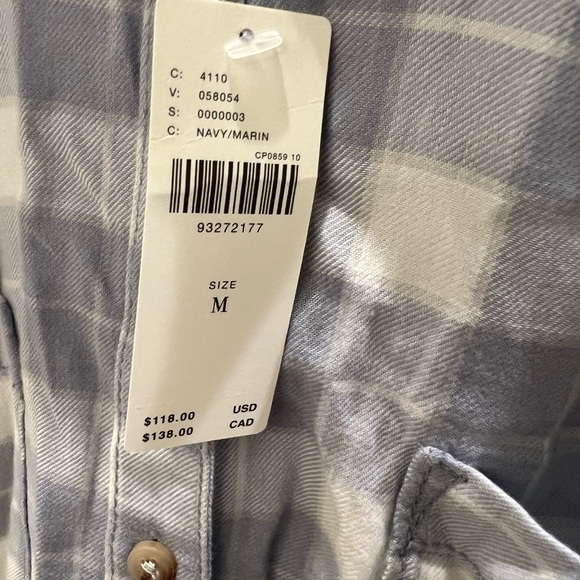 C: 4110
V: 058054
S: 0000003
C: NAVY/MARIN
CP0859 10
93272177
SIZE
M
$118.00 USD
$138.00 CAD